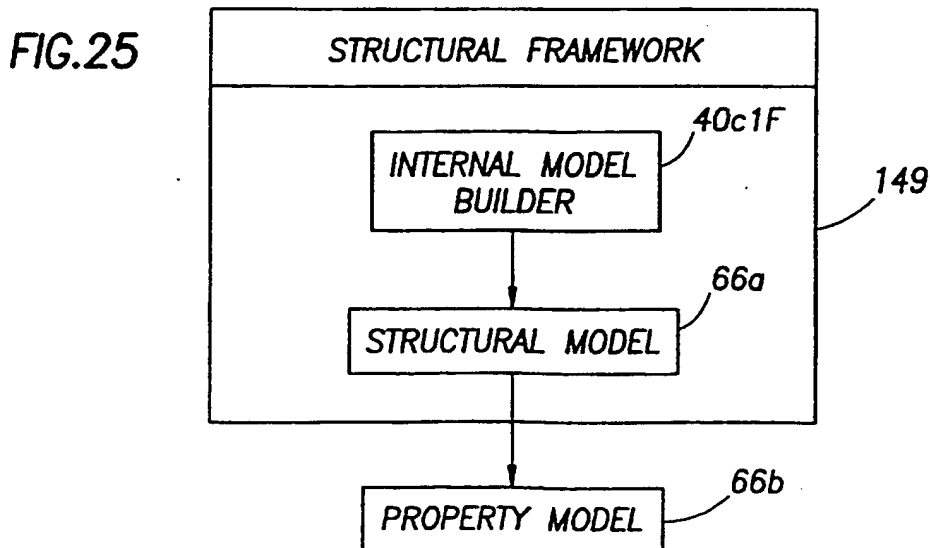 FIG.25
STRUCTURAL FRAMEWORK
40c1F
INTERNAL MODEL
BUILDER
149
66a
STRUCTURAL MODEL
66b
PROPERTY MODEL